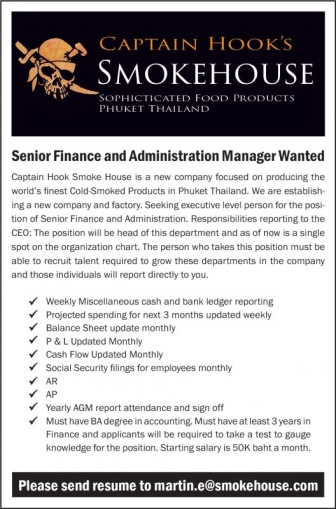 CAPTAIN HOOK'S
SMOKEHOUSE
SOPHICTICATED FOOD PRODUCTS
PHUKET THAILAND
Senior Finance and Administration Manager Wanted
Captain Hook Smoke House is a new company focused on producing the
world's finest Cold-Smoked Products in Phuket Thailand. We are establish-
ing a new company and factory. Seeking executive level person for the posi-
tion of Senior Finance and Administration. Responsibilities reporting to the
CEO: The position will be head of this department and as of now is a single
spot on the organization chart. The person who takes this position must be
able to recruit talent required to grow these departments in the company
and those individuals will report directly to you.
✓ Weekly Miscellaneous cash and bank ledger reporting
✓ Projected spending for next 3 months updated weekly
✓ Balance Sheet update monthly
✓ P & L Updated Monthly
✓ Cash Flow Updated Monthly
✓ Social Security filings for employees monthly
✓ AR
✓ AP
✓ Yearly AGM report attendance and sign off
✓ Must have BA degree in accounting. Must have at least 3 years in
Finance and applicants will be required to take a test to gauge
knowledge for the position. Starting salary is 50K baht a month.
Please send resume to martin.e@smokehouse.com